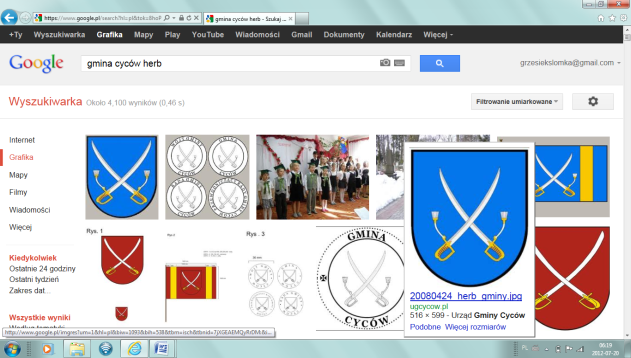 https://www.google.pl/search?hl=pl&
gmina cyców herb - Szukaj ...
+Ty Wyszukiwarka Grafika Mapy Play YouTube Wiadomości Gmail Dokumenty Kalendarz Więcej
Google
gmina cyców herb
grzesiekslomka@gmail.com
Wyszukiwarka
Około 4,100 wyników (0,46 s)
Filtrowanie umiarkowane
Internet
Grafika
Mapy
Filmy
Wiadomości
Więcej
Kiedykolwiek
Ostatnie 24 godziny
Ostatni tydzień
Zakres dat...
Wszystkie wyniki
Rys. 1
Rys . 3
GMINA
CYCÓW
20080424_herb_gminy.jpg
ugcycow.pl
516 × 599 - Urząd Gminy Cyców
Podobne Więcej rozmiarów
PL
06:19
2012-07-20